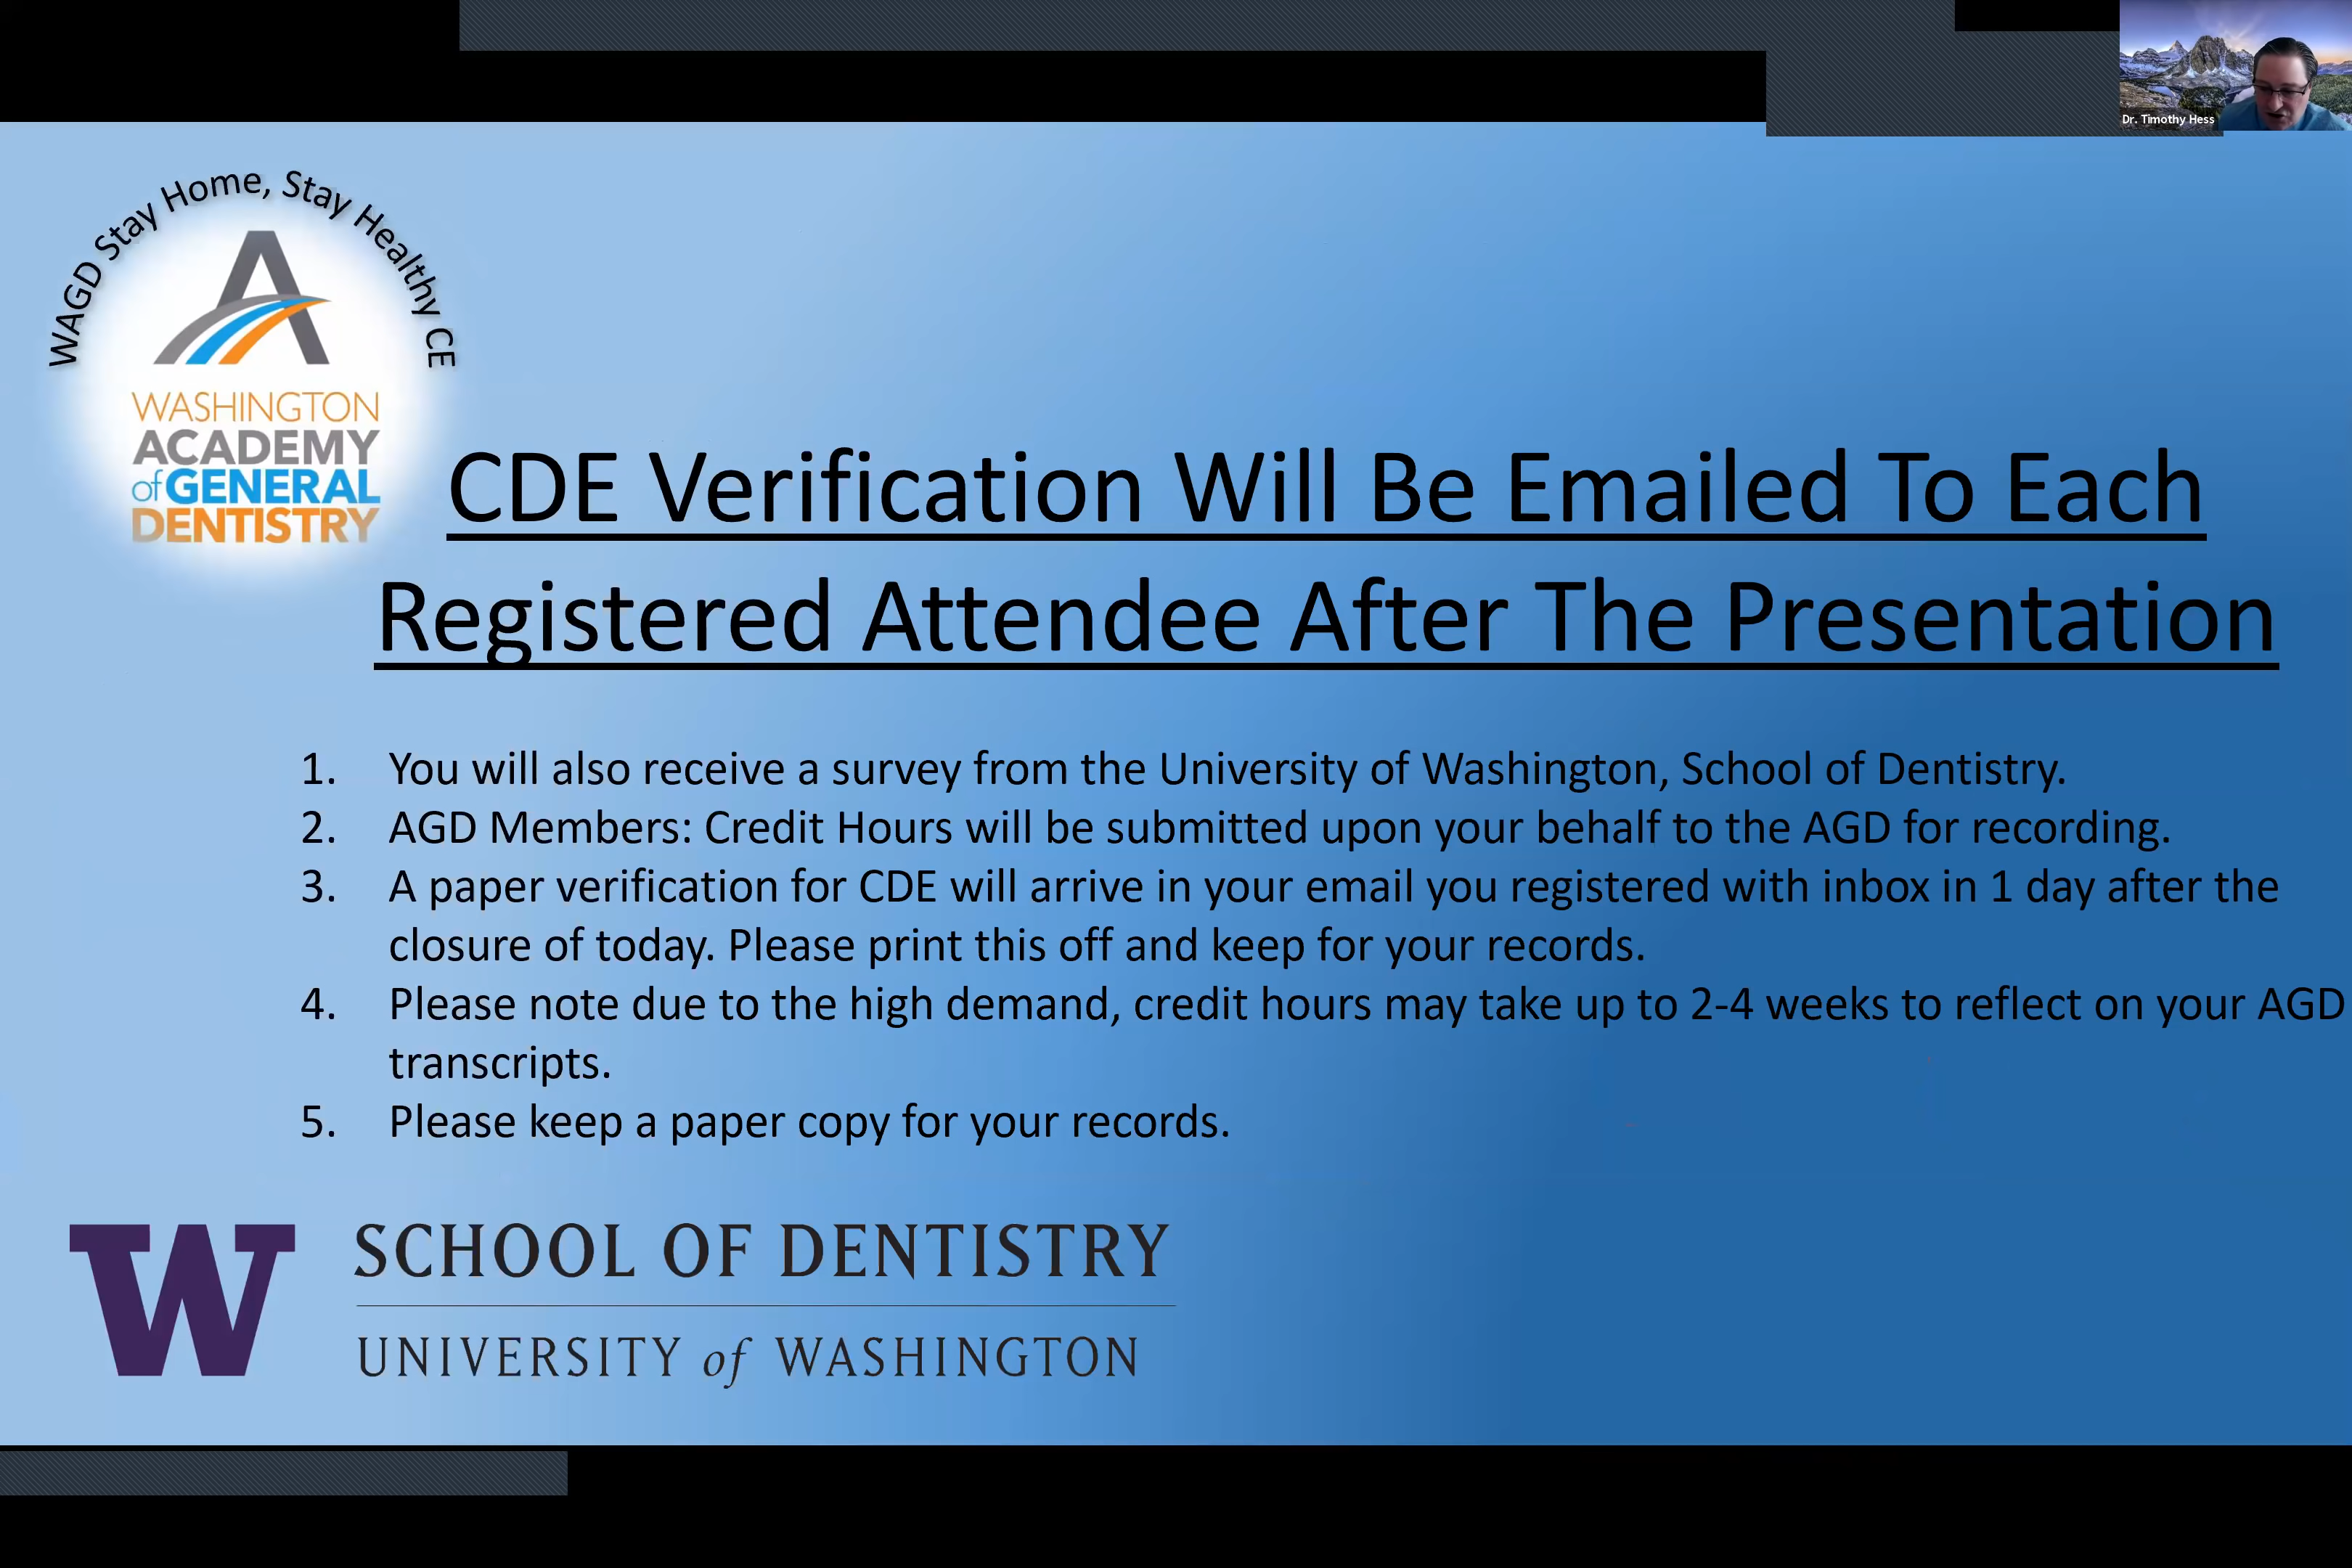 Dr. Timothy Hess
WAGD Stay Home, Stay Healthy CE
WASHINGTON
ACADEMY
of GENERAL
DENTISTRY
CDE Verification Will Be Emailed To Each
Registered Attendee After The Presentation
1. You will also receive a survey from the University of Washington, School of Dentistry.
2. AGD Members: Credit Hours will be submitted upon your behalf to the AGD for recording.
3. A paper verification for CDE will arrive in your email you registered with inbox in 1 day after the
closure of today. Please print this off and keep for your records.
4. Please note due to the high demand, credit hours may take up to 2-4 weeks to reflect on your AGD
transcripts.
5. Please keep a paper copy for your records.
W
SCHOOL OF DENTISTRY
UNIVERSITY of WASHINGTON